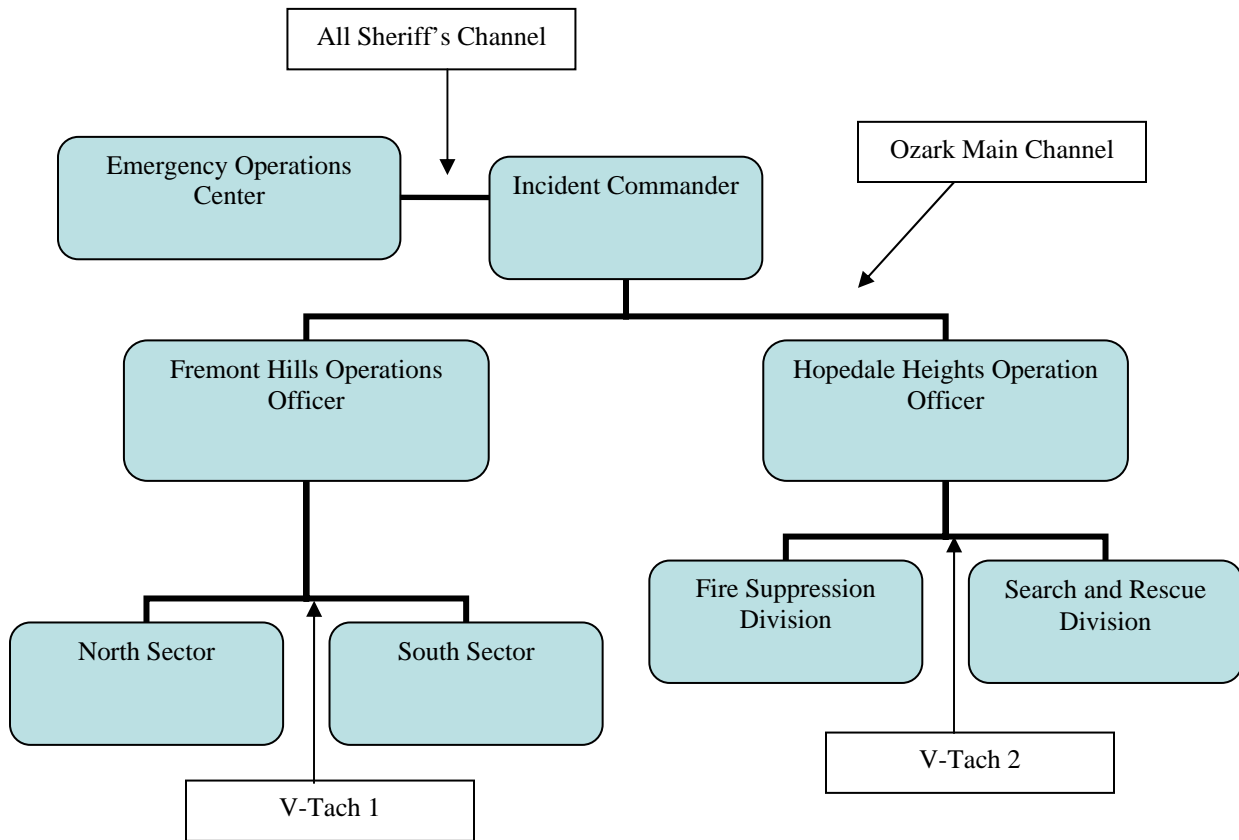 All Sheriff’s Channel
Emergency Operations
Center
Incident Commander
Ozark Main Channel
Fremont Hills Operations
Officer
Hopedale Heights Operation
Officer
North Sector
South Sector
Fire Suppression
Division
Search and Rescue
Division
V-Tach 1
V-Tach 2